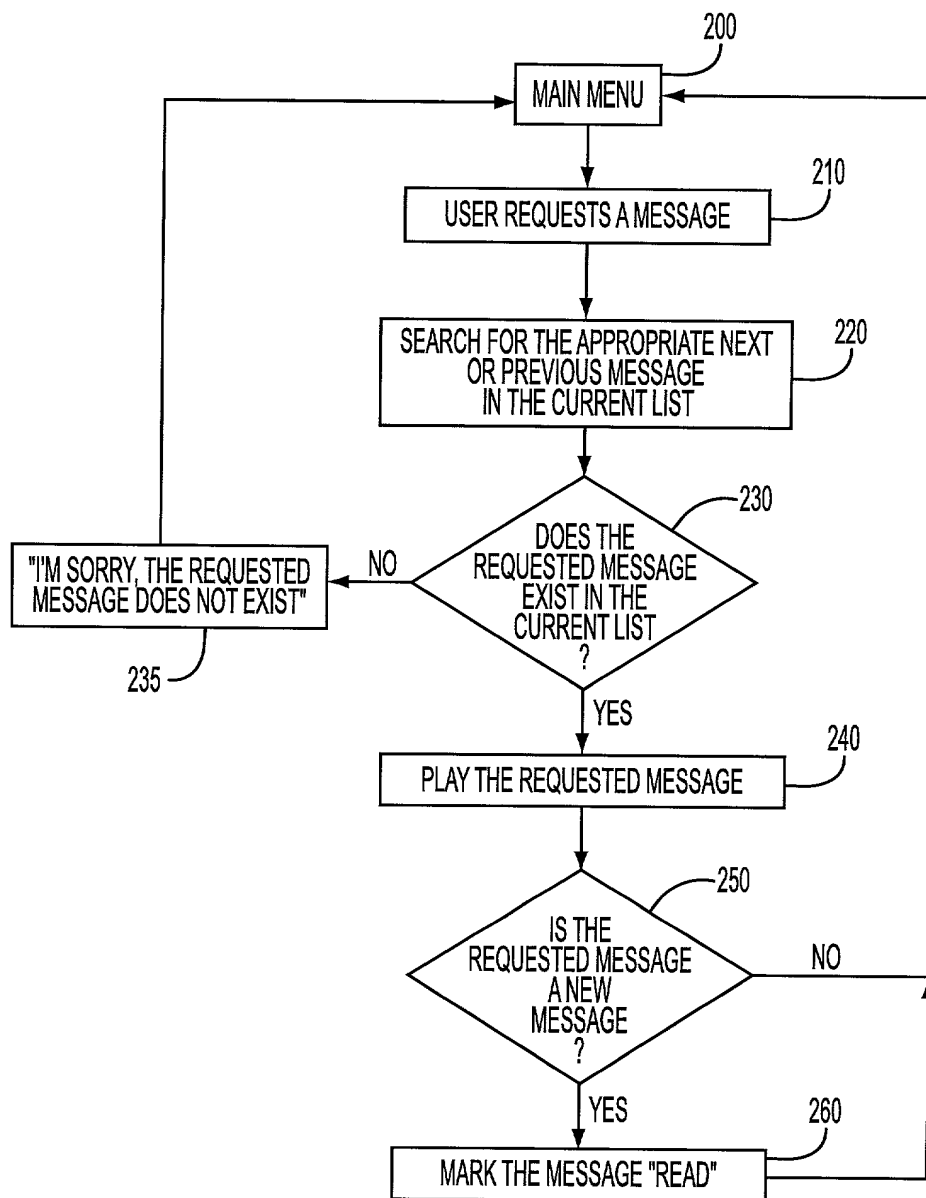 200
MAIN MENU
210
USER REQUESTS A MESSAGE
220
SEARCH FOR THE APPROPRIATE NEXT
OR PREVIOUS MESSAGE
IN THE CURRENT LIST
230
DOES THE
REQUESTED MESSAGE
EXIST IN THE
CURRENT LIST
?
NO
"I'M SORRY, THE REQUESTED
MESSAGE DOES NOT EXIST"
235
YES
240
PLAY THE REQUESTED MESSAGE
250
IS THE
REQUESTED MESSAGE
A NEW
MESSAGE
?
NO
YES
260
MARK THE MESSAGE "READ"